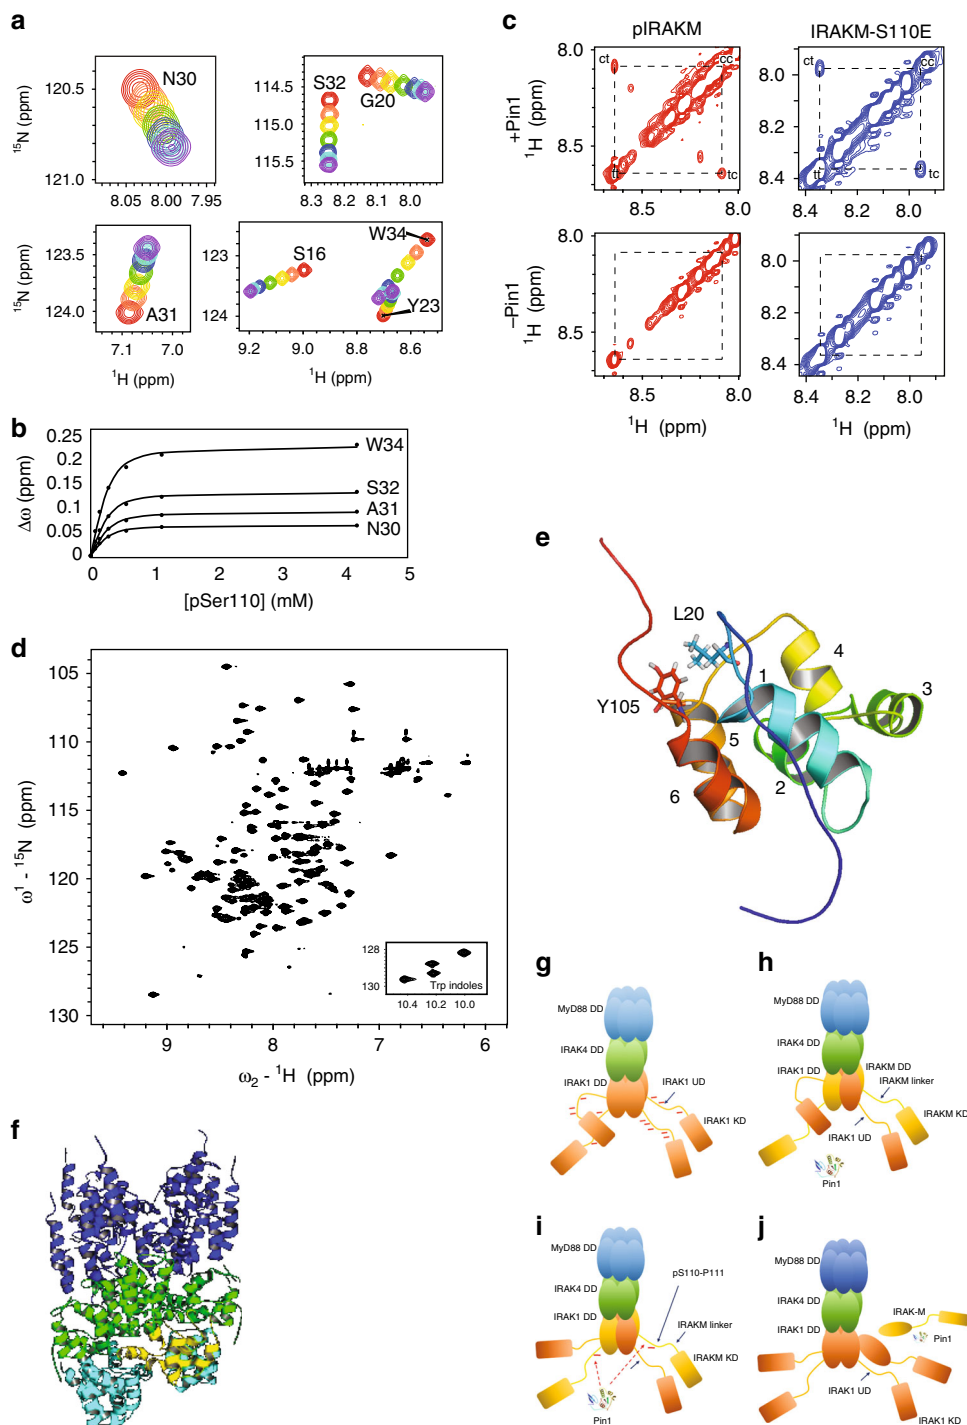 a
N30
120.5
121.0
¹⁵N (ppm)
8.05 8.00 7.95
S32
G20
114.5
115.0
115.5
8.3 8.2 8.1 8.0
123.5
124.0
¹⁵N (ppm)
A31
7.1 7.0
¹H (ppm)
W34
S16
Y23
123
124
9.2 9.0 8.8 8.6
¹H (ppm)
b
0.25
0.2
0.15
0.1
0.05
0
Δω (ppm)
W34
S32
A31
N30
0 1 2 3 4 5
[pSer110] (mM)
c
pIRAKM
IRAKM-S110E
+Pin1
¹H (ppm)
8.0
8.5
ct
cc
tt
tc
8.5 8.0
8.0
8.2
8.4
ct
cc
tt
tc
8.4 8.2 8.0
–Pin1
¹H (ppm)
8.0
8.5
8.5 8.0
¹H (ppm)
8.0
8.2
8.4
8.4 8.2 8.0
¹H (ppm)
d
105
110
115
120
125
130
ω¹ - ¹⁵N (ppm)
128
130
Trp indoles
10.4 10.2 10.0
9 8 7 6
ω₂ - ¹H (ppm)
e
L20
Y105
1
2
3
4
5
6
f
g
MyD88 DD
IRAK4 DD
IRAK1 DD
IRAK1 UD
IRAK1 KD
h
MyD88 DD
IRAK4 DD
IRAK1 DD
IRAKM DD
IRAKM linker
IRAKM KD
IRAK1 UD
Pin1
i
MyD88 DD
pS110-P111
IRAK4 DD
IRAK1 DD
IRAKM linker
IRAKM KD
Pin1
j
MyD88 DD
IRAK4 DD
IRAK-M
IRAK1 DD
Pin1
IRAK1 UD
IRAK1 KD